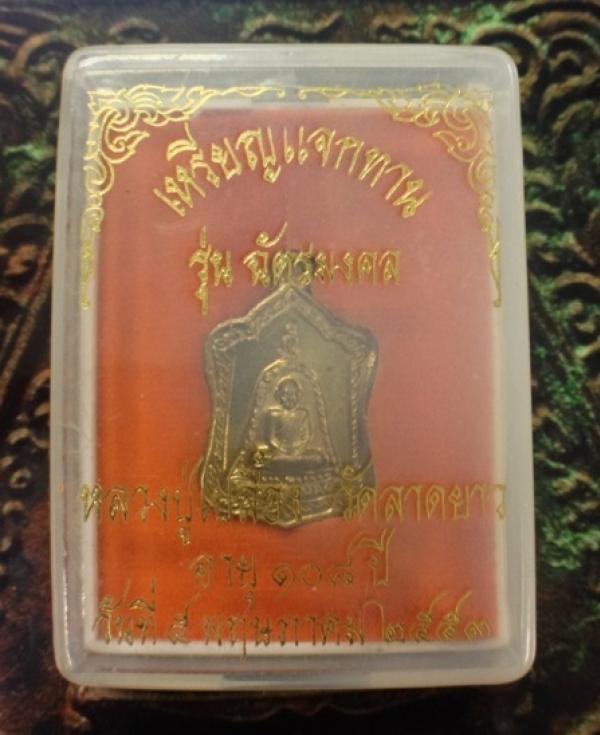 เหรียญแจกทาน
รุ่น ฉัตรมงคล
หลวงปู่ วัดลาดยาว
อายุ ๑๐๘ ปี
วันที่ ๕ พฤษภาคม ๒๕๕๓